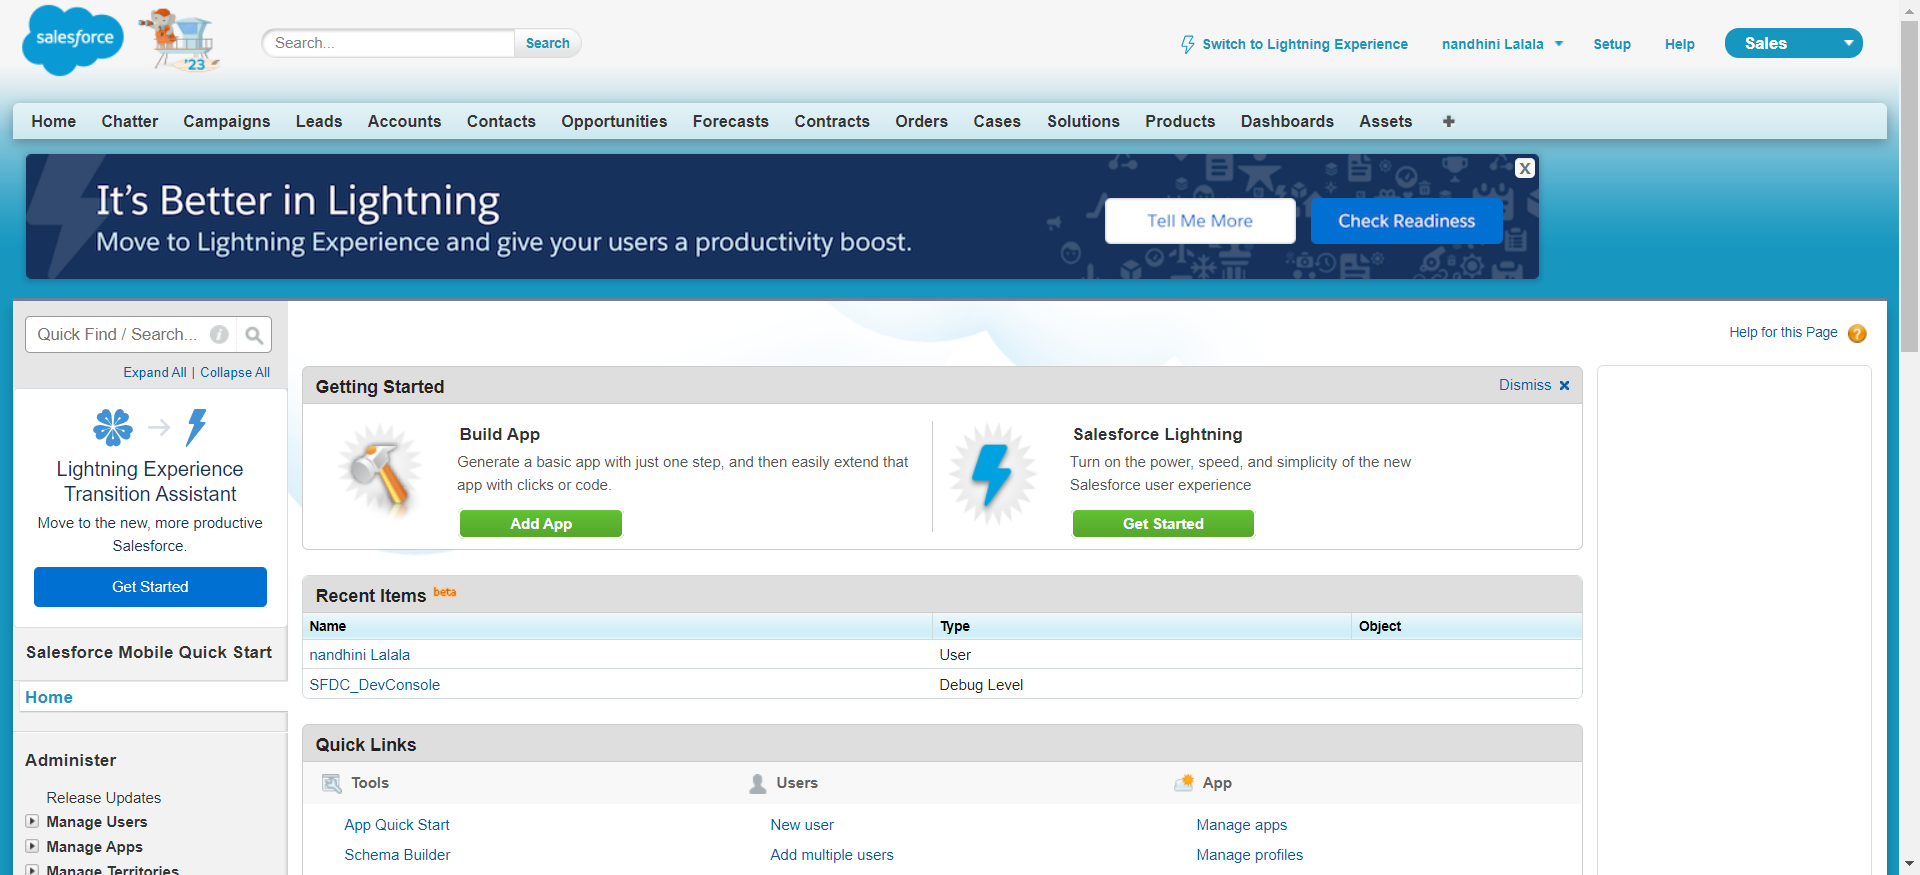 salesforce
'23
Search...
Search
Switch to Lightning Experience
nandhini Lalala
Setup
Help
Sales
Home Chatter Campaigns Leads Accounts Contacts Opportunities Forecasts Contracts Orders Cases Solutions Products Dashboards Assets +
It's Better in Lightning
Move to Lightning Experience and give your users a productivity boost.
Tell Me More
Check Readiness
X
Quick Find / Search...
i
Expand All | Collapse All
Lightning Experience
Transition Assistant
Move to the new, more productive
Salesforce.
Get Started
Salesforce Mobile Quick Start
Home
Administer
Release Updates
Manage Users
Manage Apps
Manage Territories
Help for this Page ?
Getting Started
Dismiss x
Build App
Generate a basic app with just one step, and then easily extend that
app with clicks or code.
Add App
Salesforce Lightning
Turn on the power, speed, and simplicity of the new
Salesforce user experience
Get Started
Recent Items beta
Name Type Object
nandhini Lalala User
SFDC_DevConsole Debug Level
Quick Links
Tools Users App
App Quick Start New user Manage apps
Schema Builder Add multiple users Manage profiles